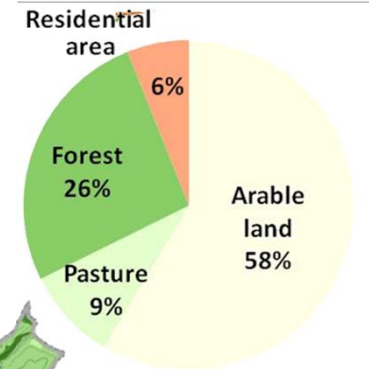 Residential
area
6%
Forest
26%
Arable
land
58%
Pasture
9%